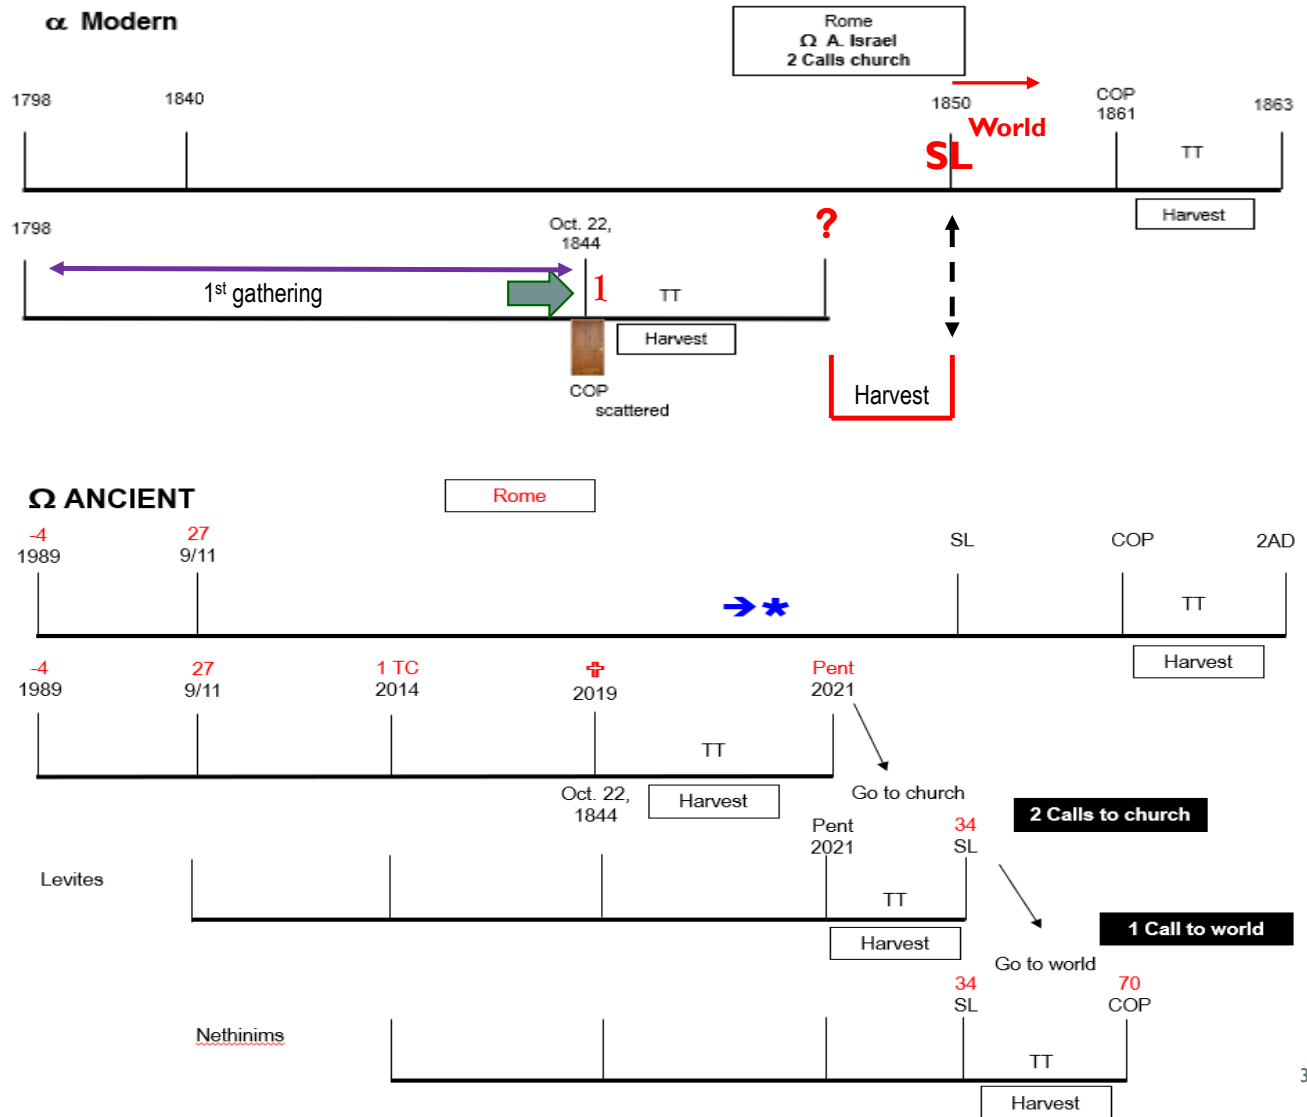 α Modern
Rome
Ω A. Israel
2 Calls church
1798
1840
1850
World
SL
COP
1861
1863
TT
Harvest
1798
Oct. 22,
1844
?
1st gathering
1
TT
Harvest
COP
scattered
Harvest
Ω ANCIENT
Rome
-4
1989
27
9/11
SL
COP
2AD
➔ *
TT
Harvest
-4
1989
27
9/11
1 TC
2014
✞
2019
Pent
2021
TT
Oct. 22,
1844
Harvest
Go to church
2 Calls to church
Levites
Pent
2021
34
SL
TT
Harvest
1 Call to world
Go to world
Nethinims
34
SL
70
COP
TT
Harvest
3